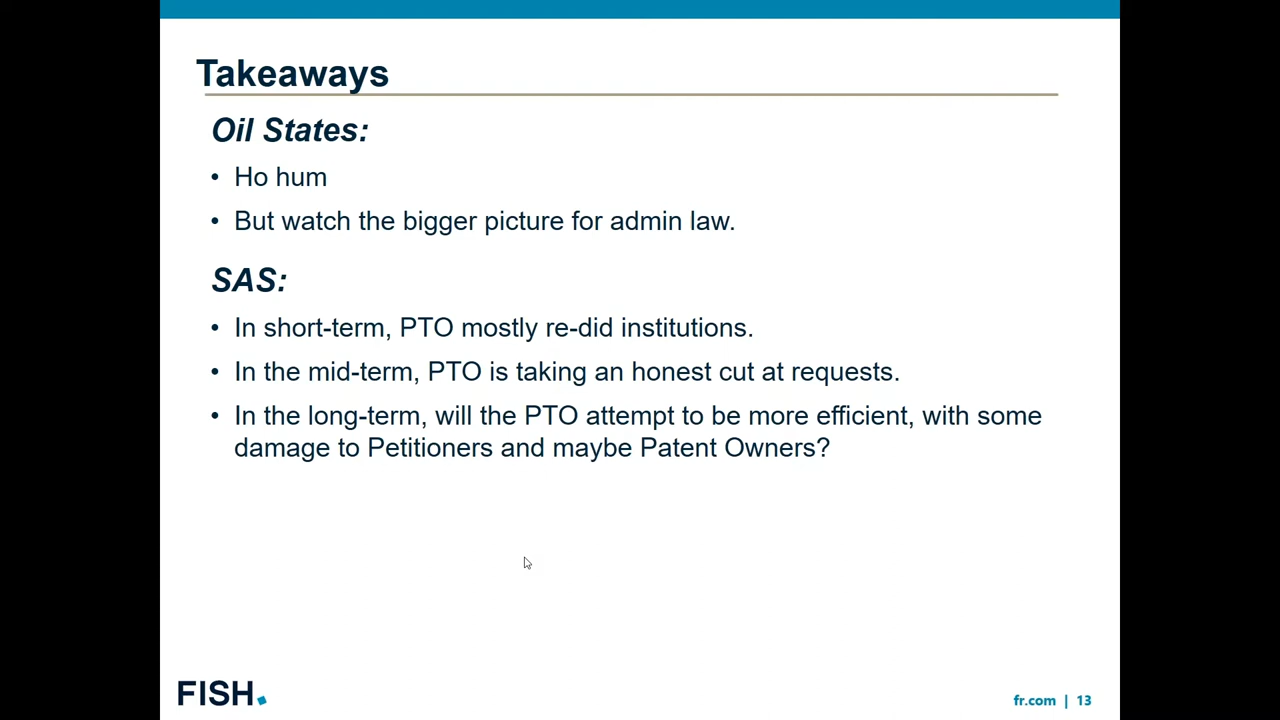 Takeaways
Oil States:
• Ho hum
• But watch the bigger picture for admin law.
SAS:
• In short-term, PTO mostly re-did institutions.
• In the mid-term, PTO is taking an honest cut at requests.
• In the long-term, will the PTO attempt to be more efficient, with some
damage to Petitioners and maybe Patent Owners?
FISH.
fr.com | 13